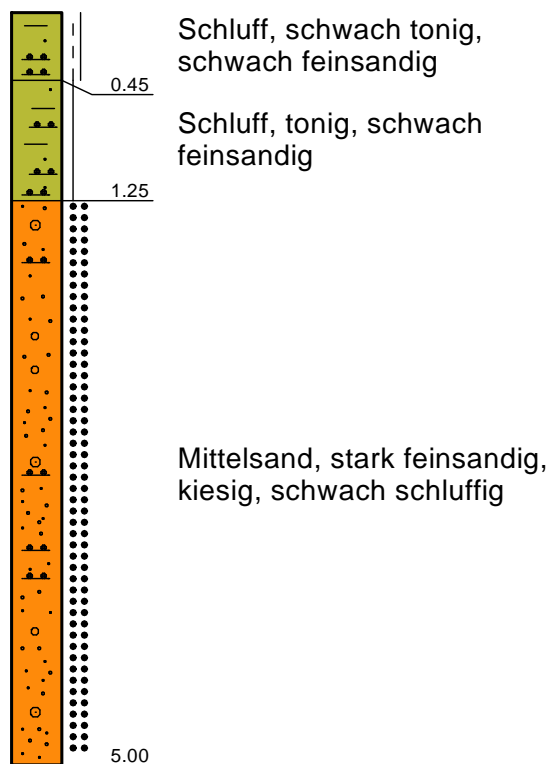 Schluff, schwach tonig,
schwach feinsandig
0.45
Schluff, tonig, schwach
feinsandig
1.25
Mittelsand, stark feinsandig,
kiesig, schwach schluffig
5.00